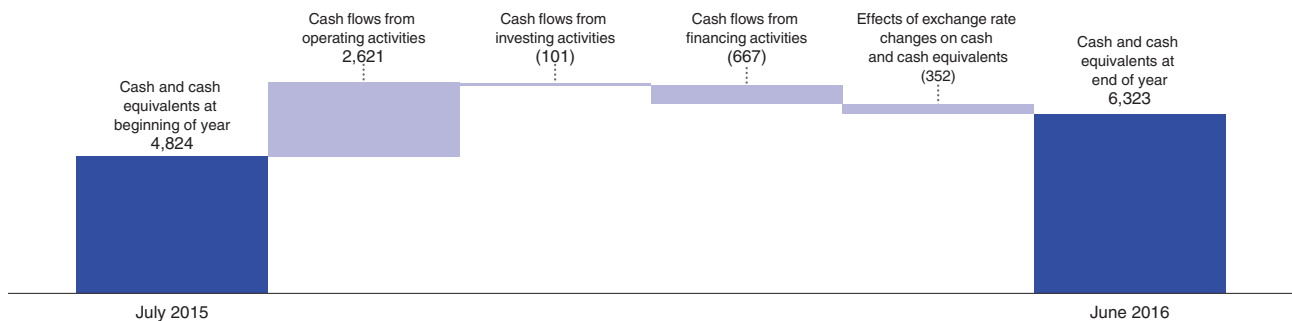 Cash and cash
equivalents at
beginning of year
4,824
Cash flows from
operating activities
2,621
Cash flows from
investing activities
(101)
Cash flows from
financing activities
(667)
Effects of exchange rate
changes on cash
and cash equivalents
(352)
Cash and cash
equivalents at
end of year
6,323
July 2015
June 2016